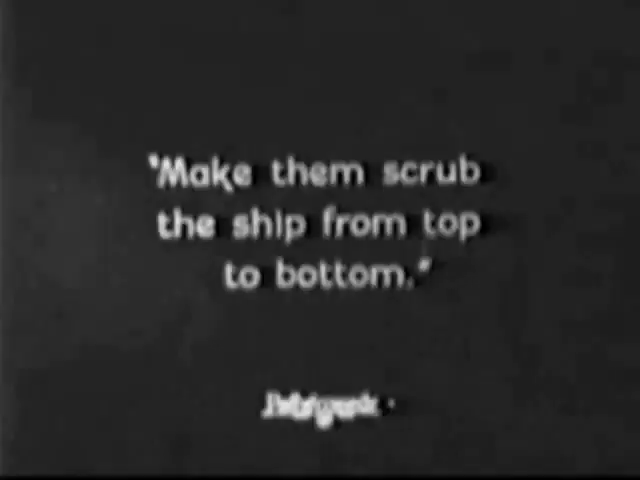 "Make them scrub
the ship from top
to bottom."